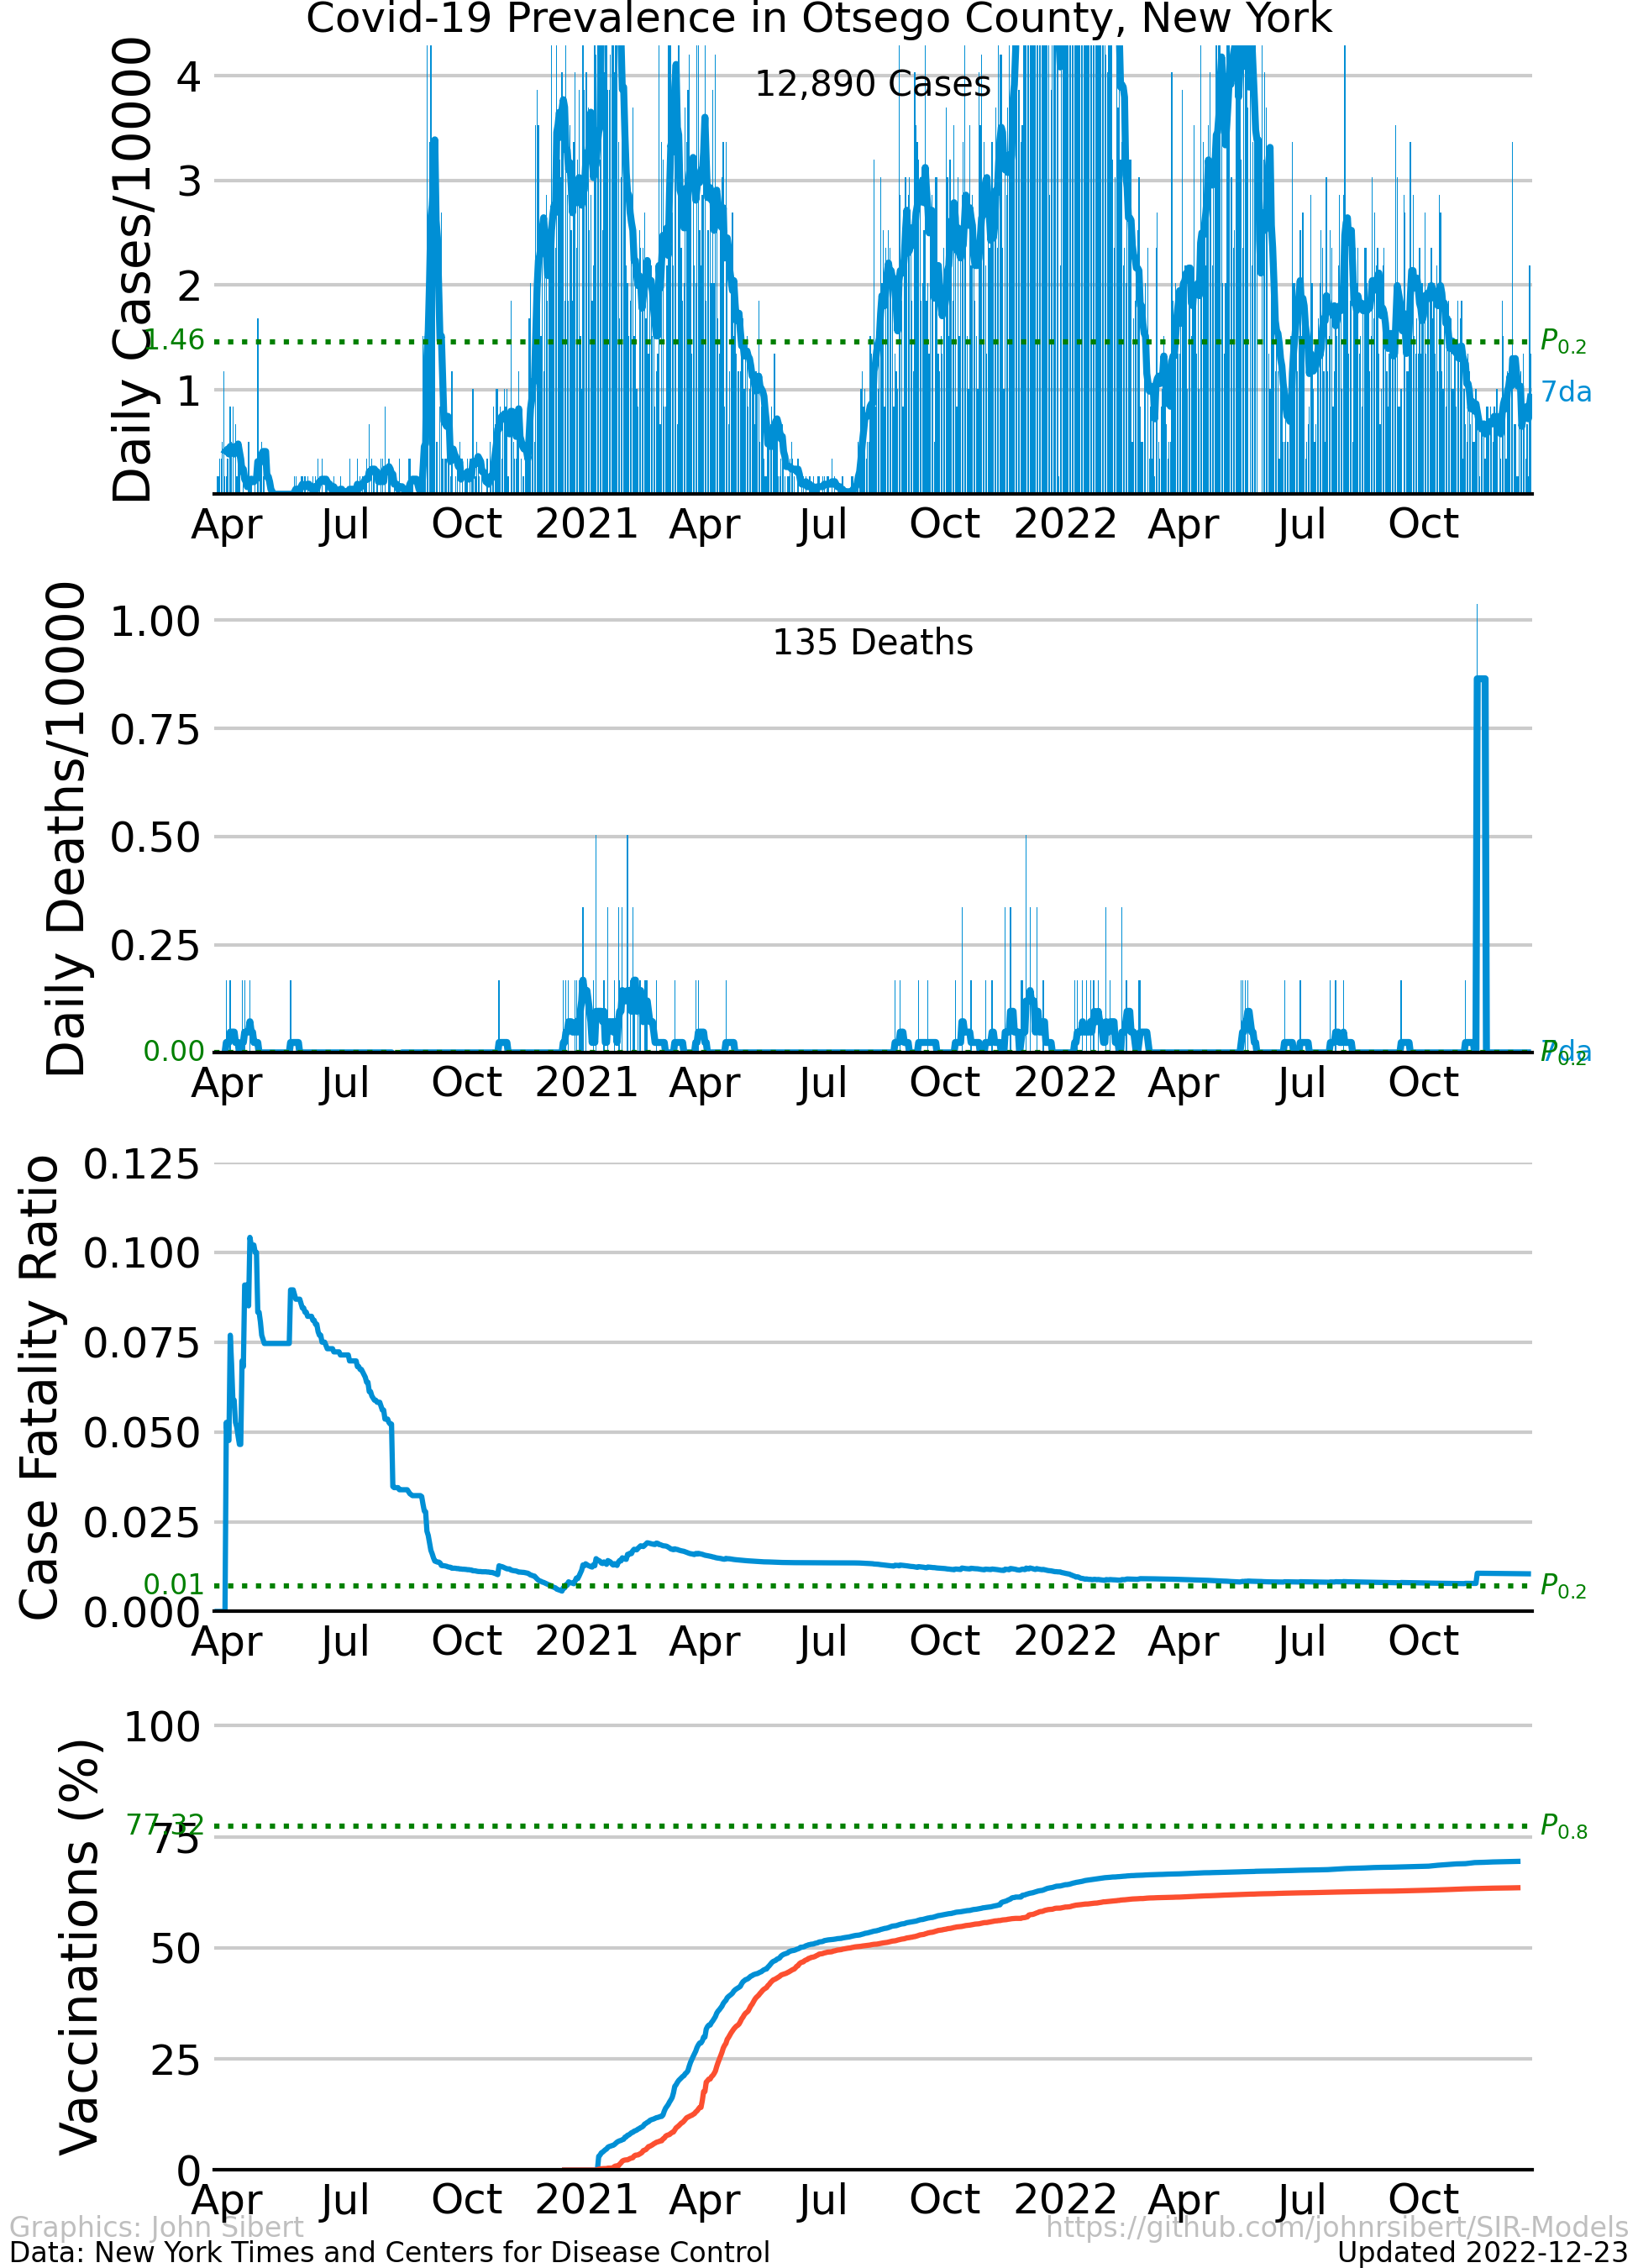 Covid-19 Prevalence in Otsego County, New York
Daily Cases/10000
12,890 Cases
4
3
2
1.46
1
P0.2
7da
Apr Jul Oct 2021 Apr Jul Oct 2022 Apr Jul Oct
Daily Deaths/10000
135 Deaths
1.00
0.75
0.50
0.25
0.00
P0.2
7da
Apr Jul Oct 2021 Apr Jul Oct 2022 Apr Jul Oct
Case Fatality Ratio
0.125
0.100
0.075
0.050
0.025
0.01
0.000
P0.2
Apr Jul Oct 2021 Apr Jul Oct 2022 Apr Jul Oct
Vaccinations (%)
100
77.32
75
50
25
0
P0.8
Apr Jul Oct 2021 Apr Jul Oct 2022 Apr Jul Oct
Graphics: John Sibert
https://github.com/johnrsibert/SIR-Models
Data: New York Times and Centers for Disease Control
Updated 2022-12-23